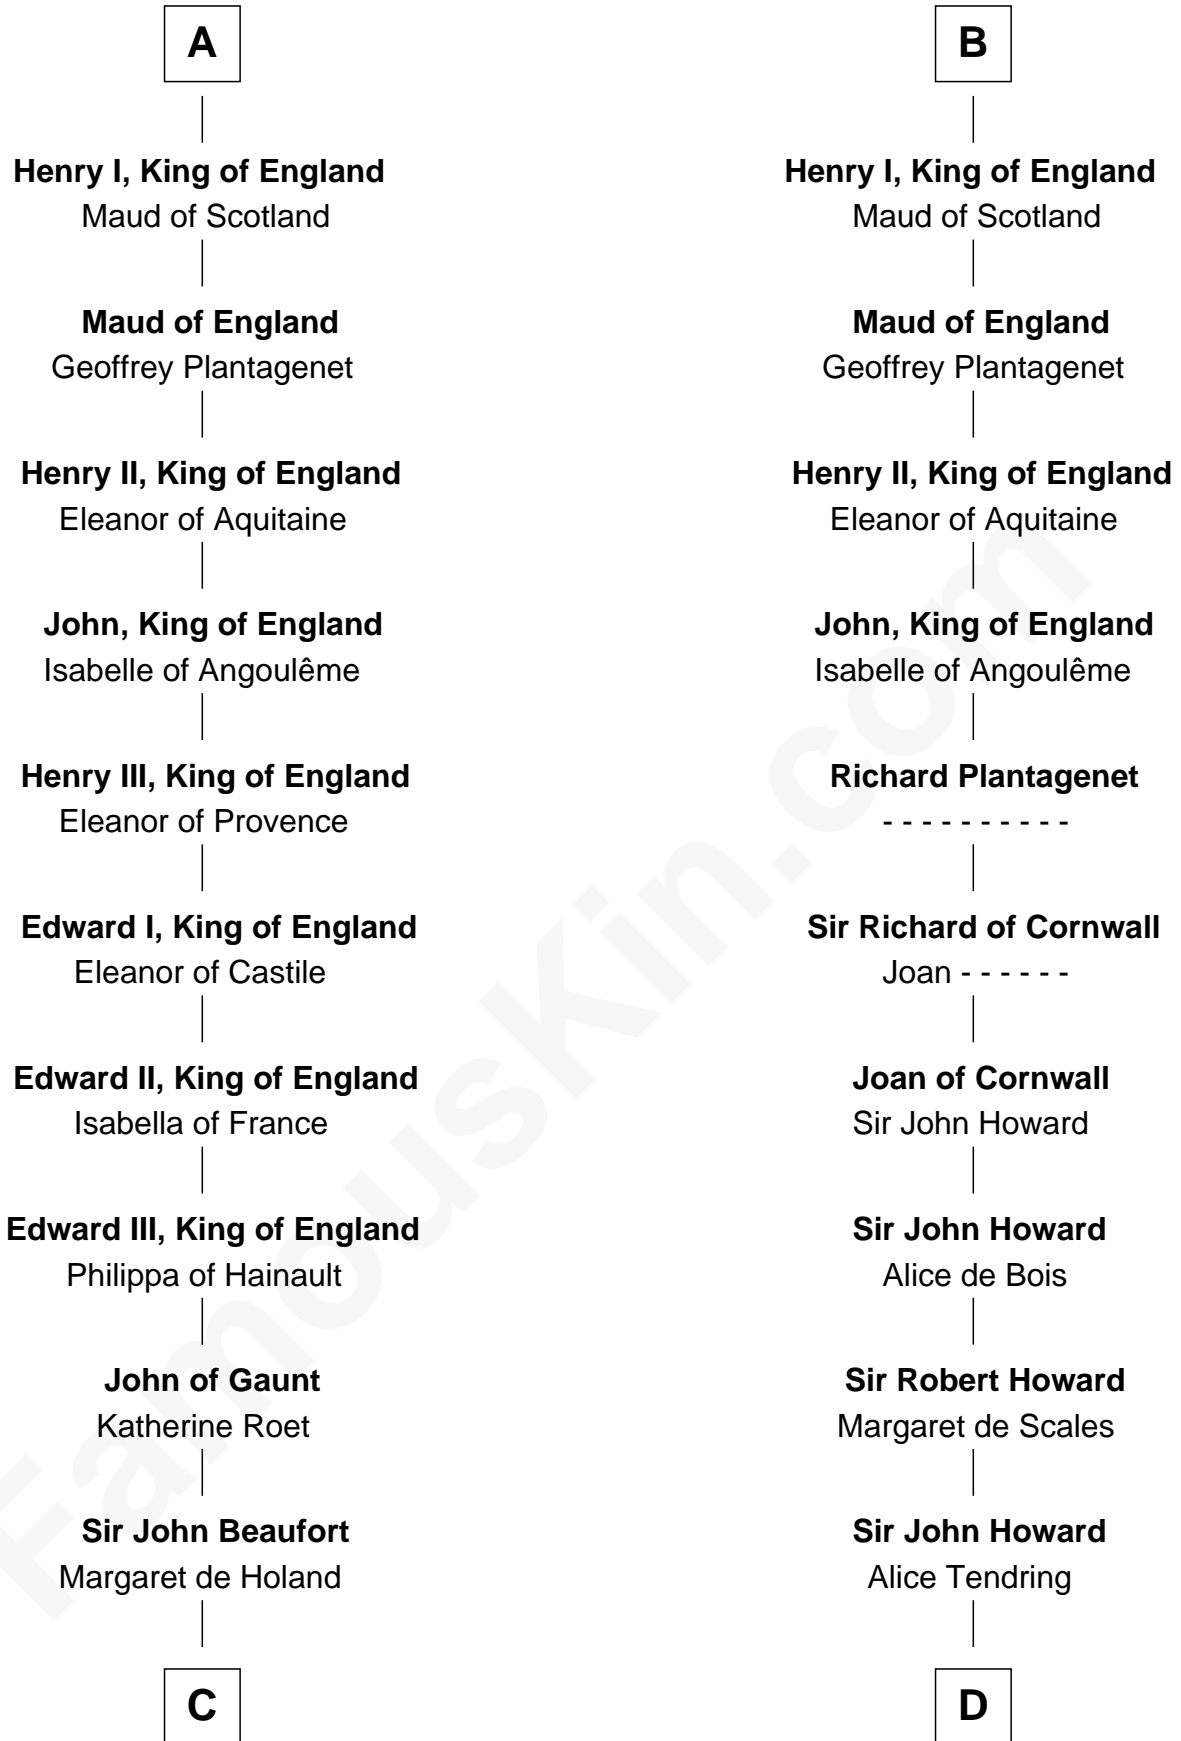 A
Henry I, King of England
Maud of Scotland
Maud of England
Geoffrey Plantagenet
Henry II, King of England
Eleanor of Aquitaine
John, King of England
Isabelle of Angoulême
Henry III, King of England
Eleanor of Provence
Edward I, King of England
Eleanor of Castile
Edward II, King of England
Isabella of France
Edward III, King of England
Philippa of Hainault
John of Gaunt
Katherine Roet
Sir John Beaufort
Margaret de Holand
C
B
Henry I, King of England
Maud of Scotland
Maud of England
Geoffrey Plantagenet
Henry II, King of England
Eleanor of Aquitaine
John, King of England
Isabelle of Angoulême
Richard Plantagenet
- - - - - - - - - -
Sir Richard of Cornwall
Joan - - - - - -
Joan of Cornwall
Sir John Howard
Sir John Howard
Alice de Bois
Sir Robert Howard
Margaret de Scales
Sir John Howard
Alice Tendring
D
FamousKin.com